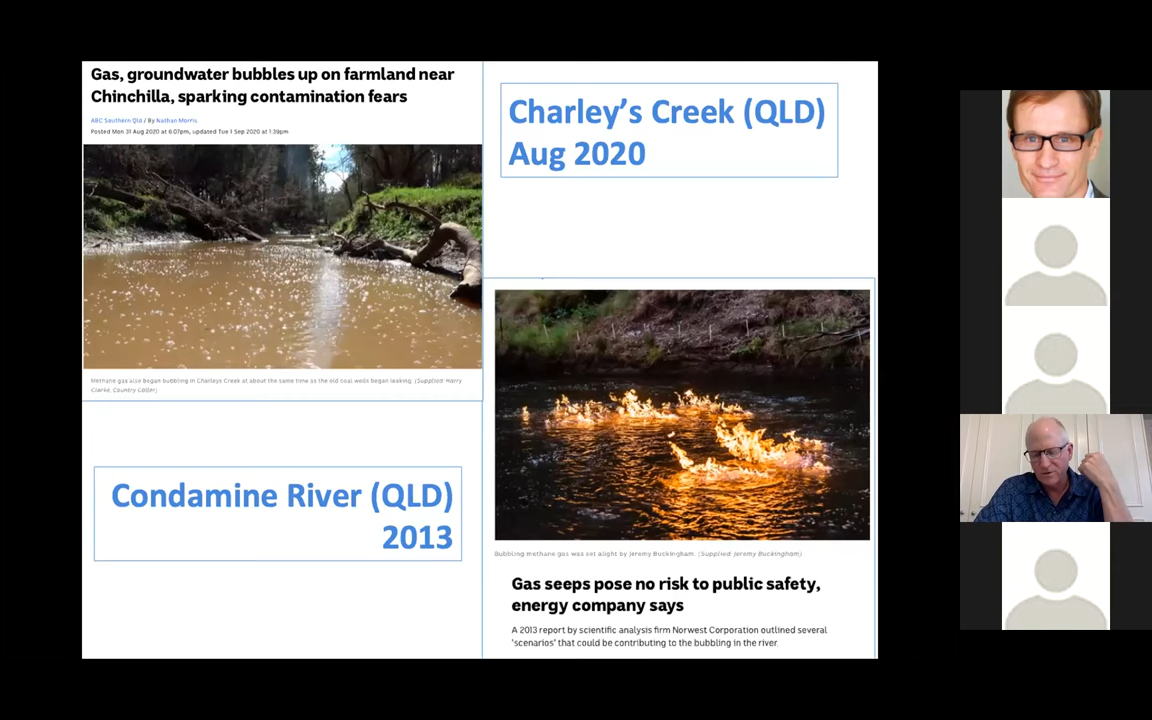 Gas, groundwater bubbles up on farmland near
Chinchilla, sparking contamination fears
ABC Southern Qld / By Nathan Morris
Posted Mon 31 Aug 2020 at 6:07pm, updated Tue 1 Sep 2020 at 1:39pm
Methane gas also began bubbling in Charleys Creek at about the same time as the old coal wells began leaking. (Supplied: Harry
Clarke, Country Caller)
Charley’s Creek (QLD)
Aug 2020
Condamine River (QLD)
2013
Bubbling methane gas was set alight by Jeremy Buckingham. (Supplied: Jeremy Buckingham)
Gas seeps pose no risk to public safety,
energy company says
A 2013 report by scientific analysis firm Norwest Corporation outlined several
'scenarios' that could be contributing to the bubbling in the river.